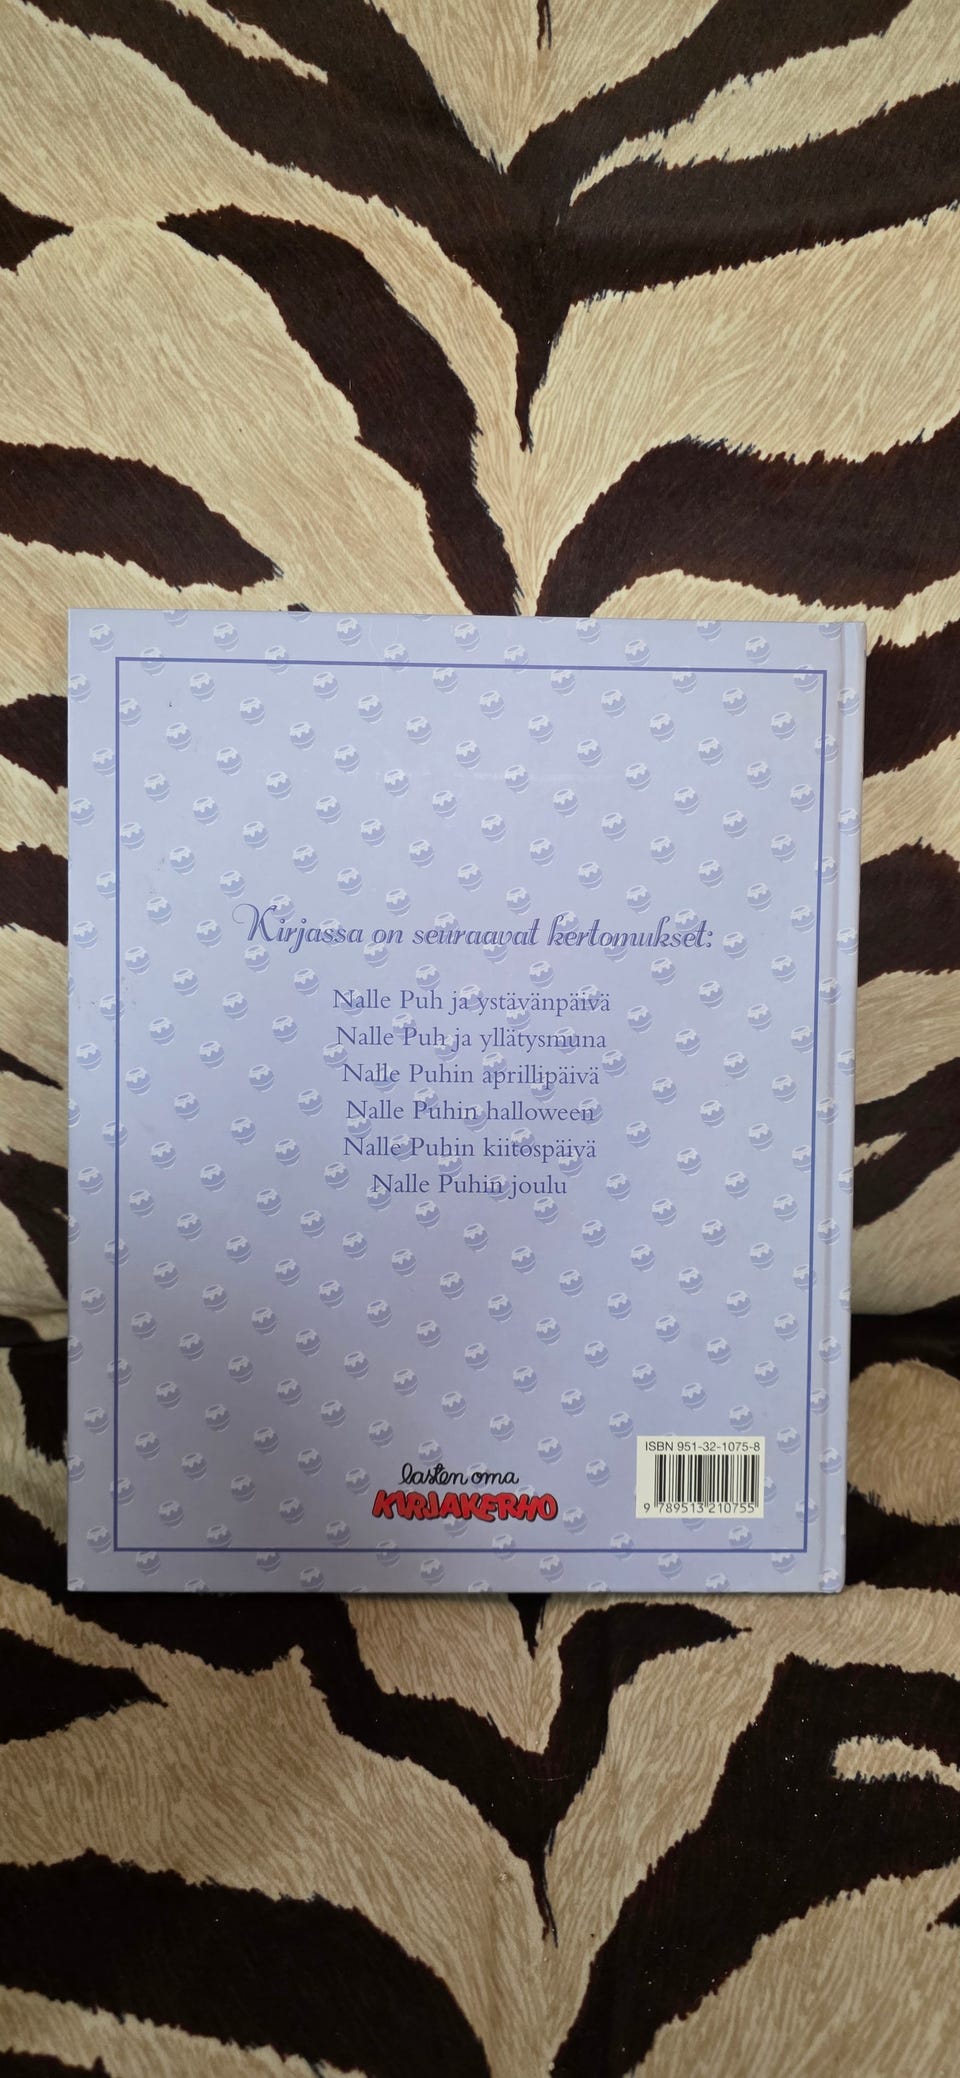 Kirjassa on seuraavat kertomukset:
Nalle Puh ja ystävänpäivä
Nalle Puh ja yllätysmuna
Nalle Puhin aprillipäivä
Nalle Puhin halloween
Nalle Puhin kiitospäivä
Nalle Puhin joulu
lasten oma
KIRJAKERHO
ISBN 951-32-1075-8
9 789513 210755